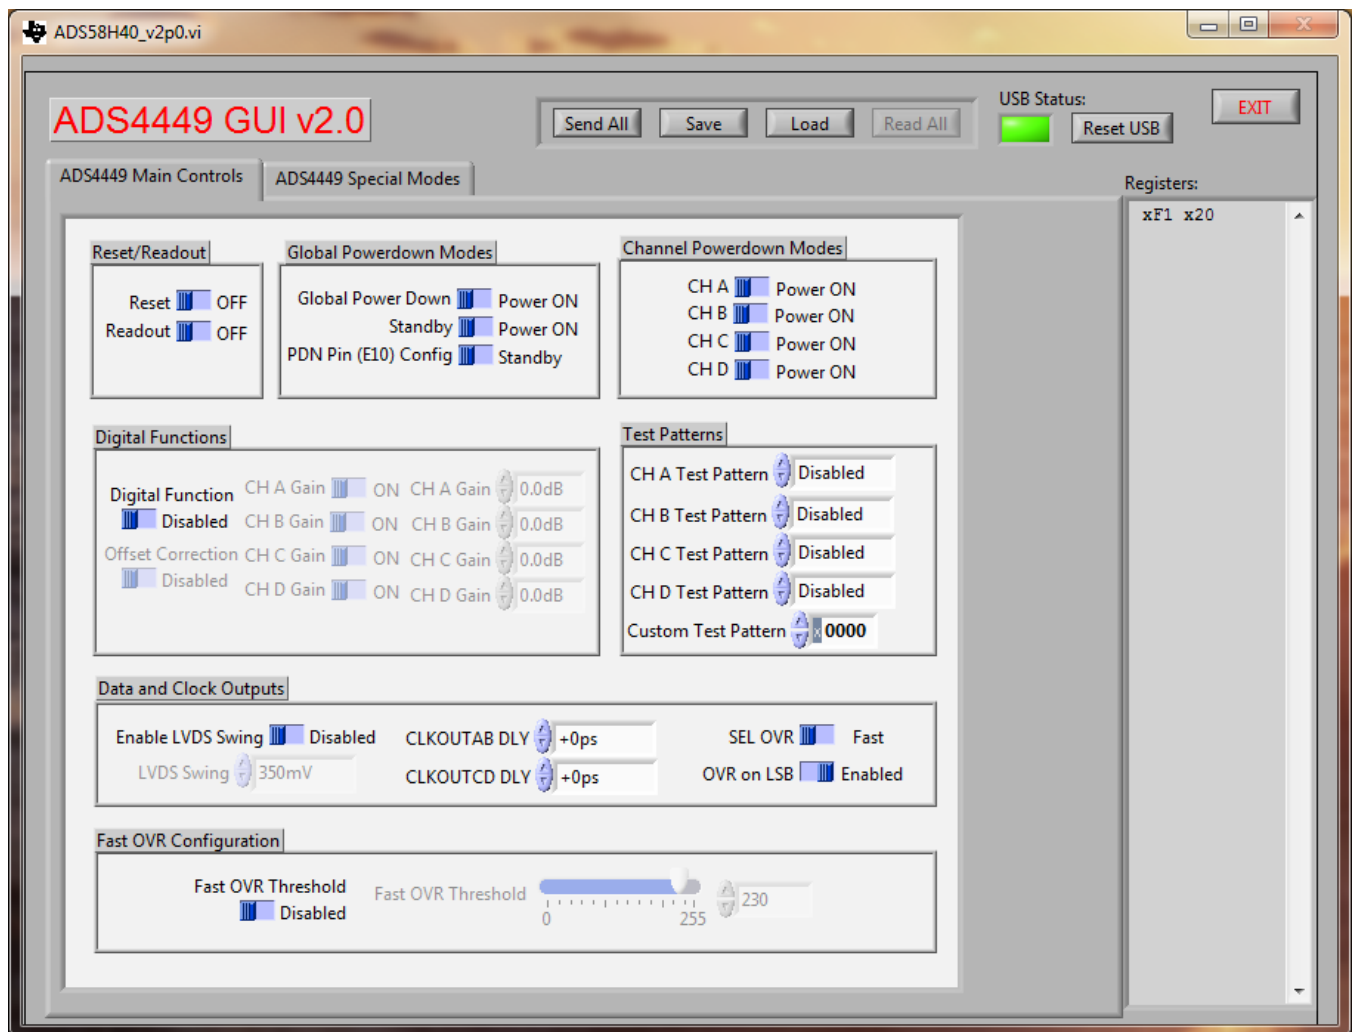 ADS58H40_v2p0.vi
ADS4449 GUI v2.0
Send All Save Load Read All
USB Status:
Reset USB
EXIT
ADS4449 Main Controls ADS4449 Special Modes
Registers:
xF1 x20
Reset/Readout
Reset OFF
Readout OFF
Global Powerdown Modes
Global Power Down Power ON
Standby Power ON
PDN Pin (E10) Config Standby
Channel Powerdown Modes
CH A Power ON
CH B Power ON
CH C Power ON
CH D Power ON
Digital Functions
Digital Function
Disabled
Offset Correction
Disabled
CH A Gain ON CH A Gain 0.0dB
CH B Gain ON CH B Gain 0.0dB
CH C Gain ON CH C Gain 0.0dB
CH D Gain ON CH D Gain 0.0dB
Test Patterns
CH A Test Pattern Disabled
CH B Test Pattern Disabled
CH C Test Pattern Disabled
CH D Test Pattern Disabled
Custom Test Pattern x 0000
Data and Clock Outputs
Enable LVDS Swing Disabled CLKOUTAB DLY +0ps SEL OVR Fast
LVDS Swing 350mV CLKOUTCD DLY +0ps OVR on LSB Enabled
Fast OVR Configuration
Fast OVR Threshold
Disabled
Fast OVR Threshold
0 255
230